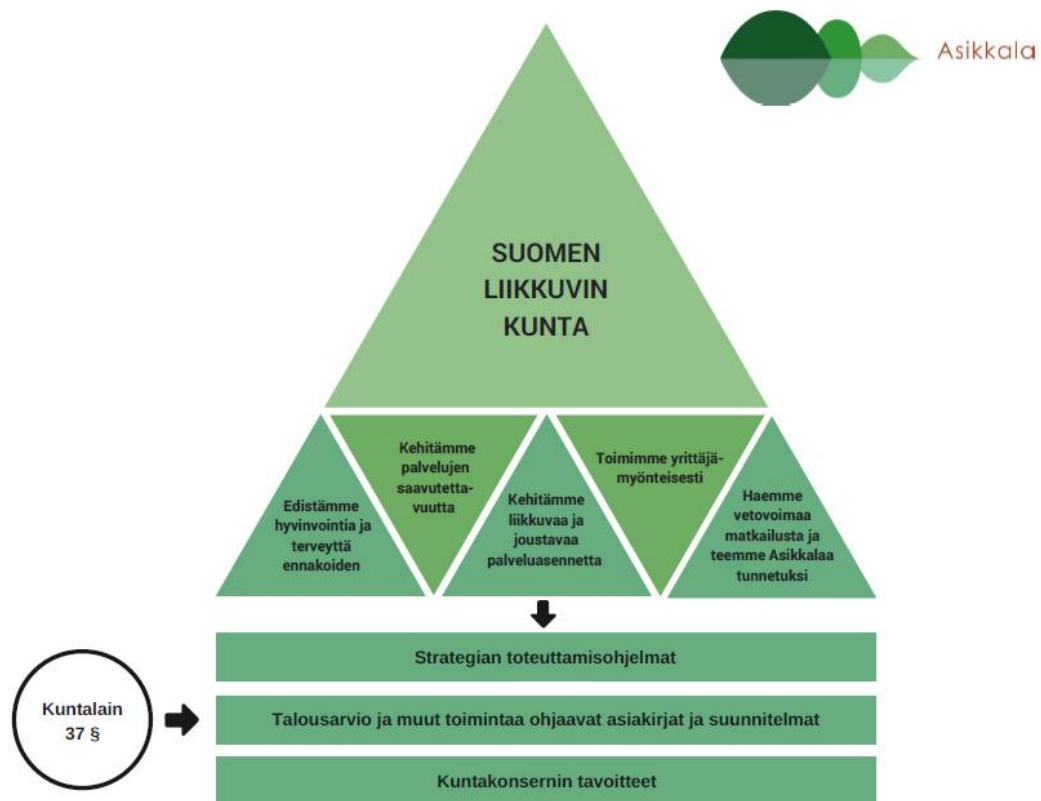 Asikkala
SUOMEN
LIIKKUVIN
KUNTA
Edistämme
hyvinvointia ja
terveyttä
ennakoiden
Kehitämme
palvelujen
saavutetta-
vuutta
Kehitämme
liikkuvaa ja
joustavaa
palveluasennetta
Toimimme yrittäjä-
myönteisesti
Haemme
vetovoimaa
matkailusta ja
teemme Asikkalaa
tunnetuksi
Strategian toteuttamisohjelmat
Kuntalain
37 §
Talousarvio ja muut toimintaa ohjaavat asiakirjat ja suunnitelmat
Kuntakonsernin tavoitteet